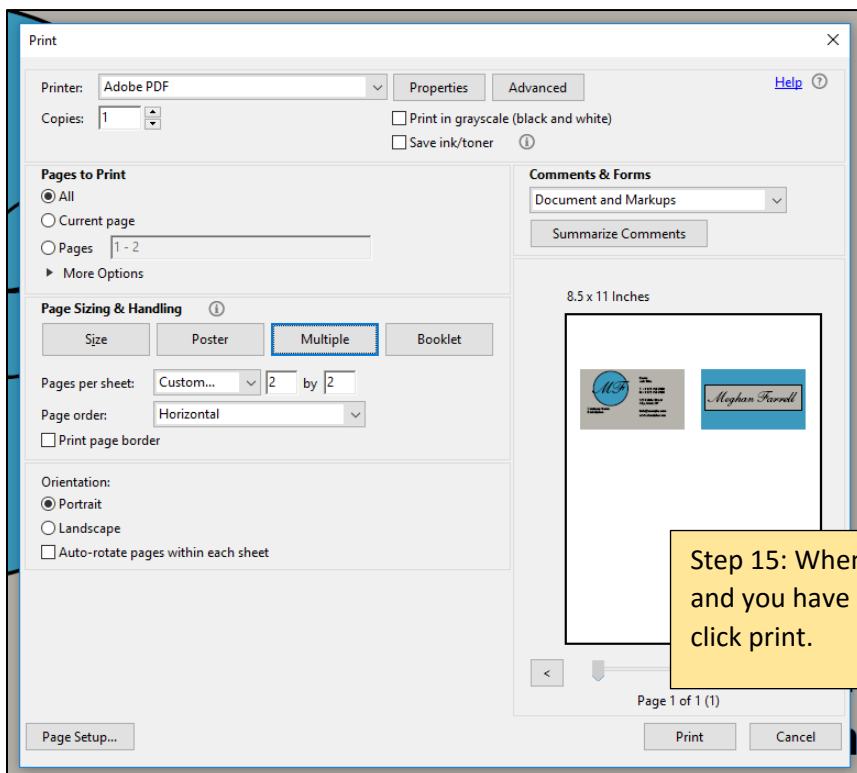 Print
Printer: Adobe PDF Properties Advanced Help
Copies: 1 Print in grayscale (black and white)
Save ink/toner
Pages to Print
All
Current page
Pages 1 - 2
More Options
Comments & Forms
Document and Markups
Summarize Comments
Page Sizing & Handling
Size Poster Multiple Booklet
Pages per sheet: Custom... 2 by 2
Page order: Horizontal
Print page border
Orientation:
Portrait
Landscape
Auto-rotate pages within each sheet
8.5 x 11 Inches
MF
Meghan Farrell
Step 15: When
and you have
click print.
<
Page 1 of 1 (1)
Page Setup... Print Cancel